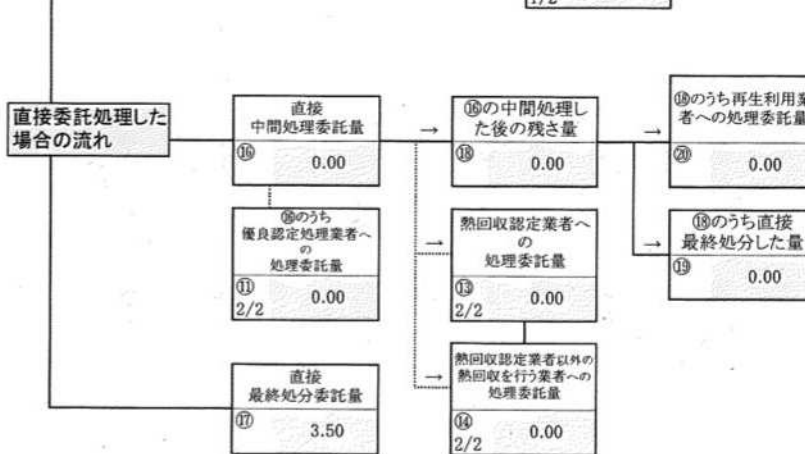 1/2
直接委託処理した
場合の流れ
直接
中間処理委託量
⑯
0.00
→
⑯の中間処理し
た後の残さ量
⑱
0.00
→
⑱のうち再生利用業
者への処理委託量
⑳
0.00
⑯のうち
優良認定処理業者へ
の
処理委託量
⑪
2/2
0.00
→
熱回収認定業者へ
の
処理委託量
⑬
2/2
0.00
→
⑱のうち直接
最終処分した量
⑲
0.00
直接
最終処分委託量
⑰
3.50
→
熱回収認定業者以外の
熱回収を行う業者への
処理委託量
⑭
2/2
0.00